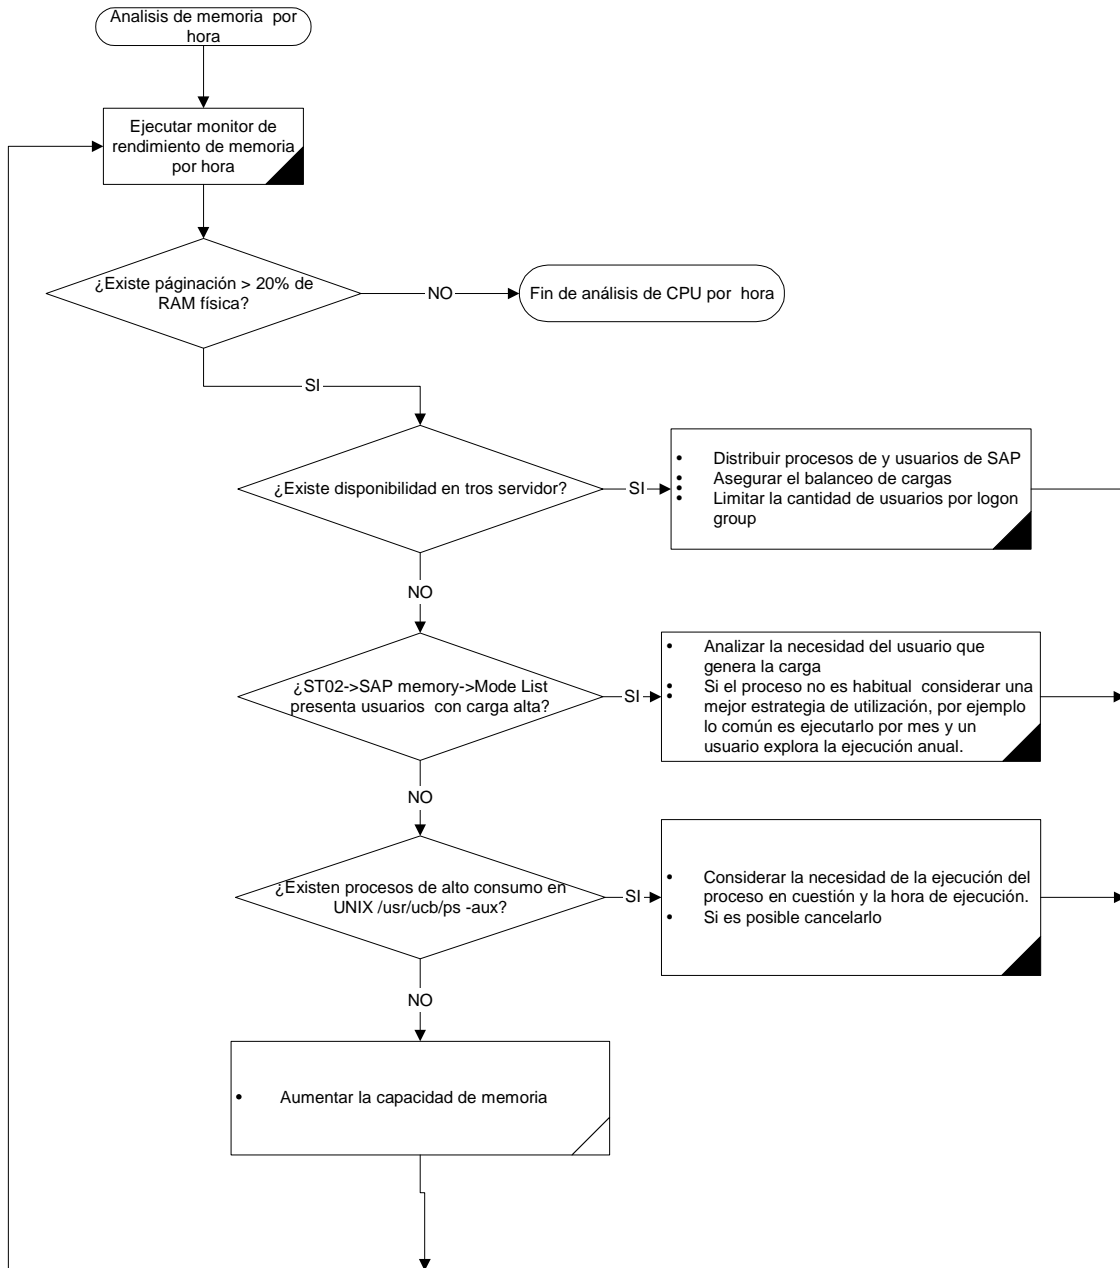 Analisis de memoria por
hora
Ejecutar monitor de
rendimiento de memoria
por hora
¿Existe páginación > 20% de
RAM física?
NO
Fin de análisis de CPU por hora
SI
¿Existe disponibilidad en tros servidor?
SI
• Distribuir procesos de y usuarios de SAP
• Asegurar el balanceo de cargas
• Limitar la cantidad de usuarios por logon
group
NO
¿ST02->SAP memory->Mode List
presenta usuarios con carga alta?
SI
• Analizar la necesidad del usuario que
genera la carga
• Si el proceso no es habitual considerar una
mejor estrategia de utilización, por ejemplo
lo común es ejecutarlo por mes y un
usuario explora la ejecución anual.
NO
¿Existen procesos de alto consumo en
UNIX /usr/ucb/ps -aux?
SI
• Considerar la necesidad de la ejecución del
proceso en cuestión y la hora de ejecución.
• Si es posible cancelarlo
NO
• Aumentar la capacidad de memoria